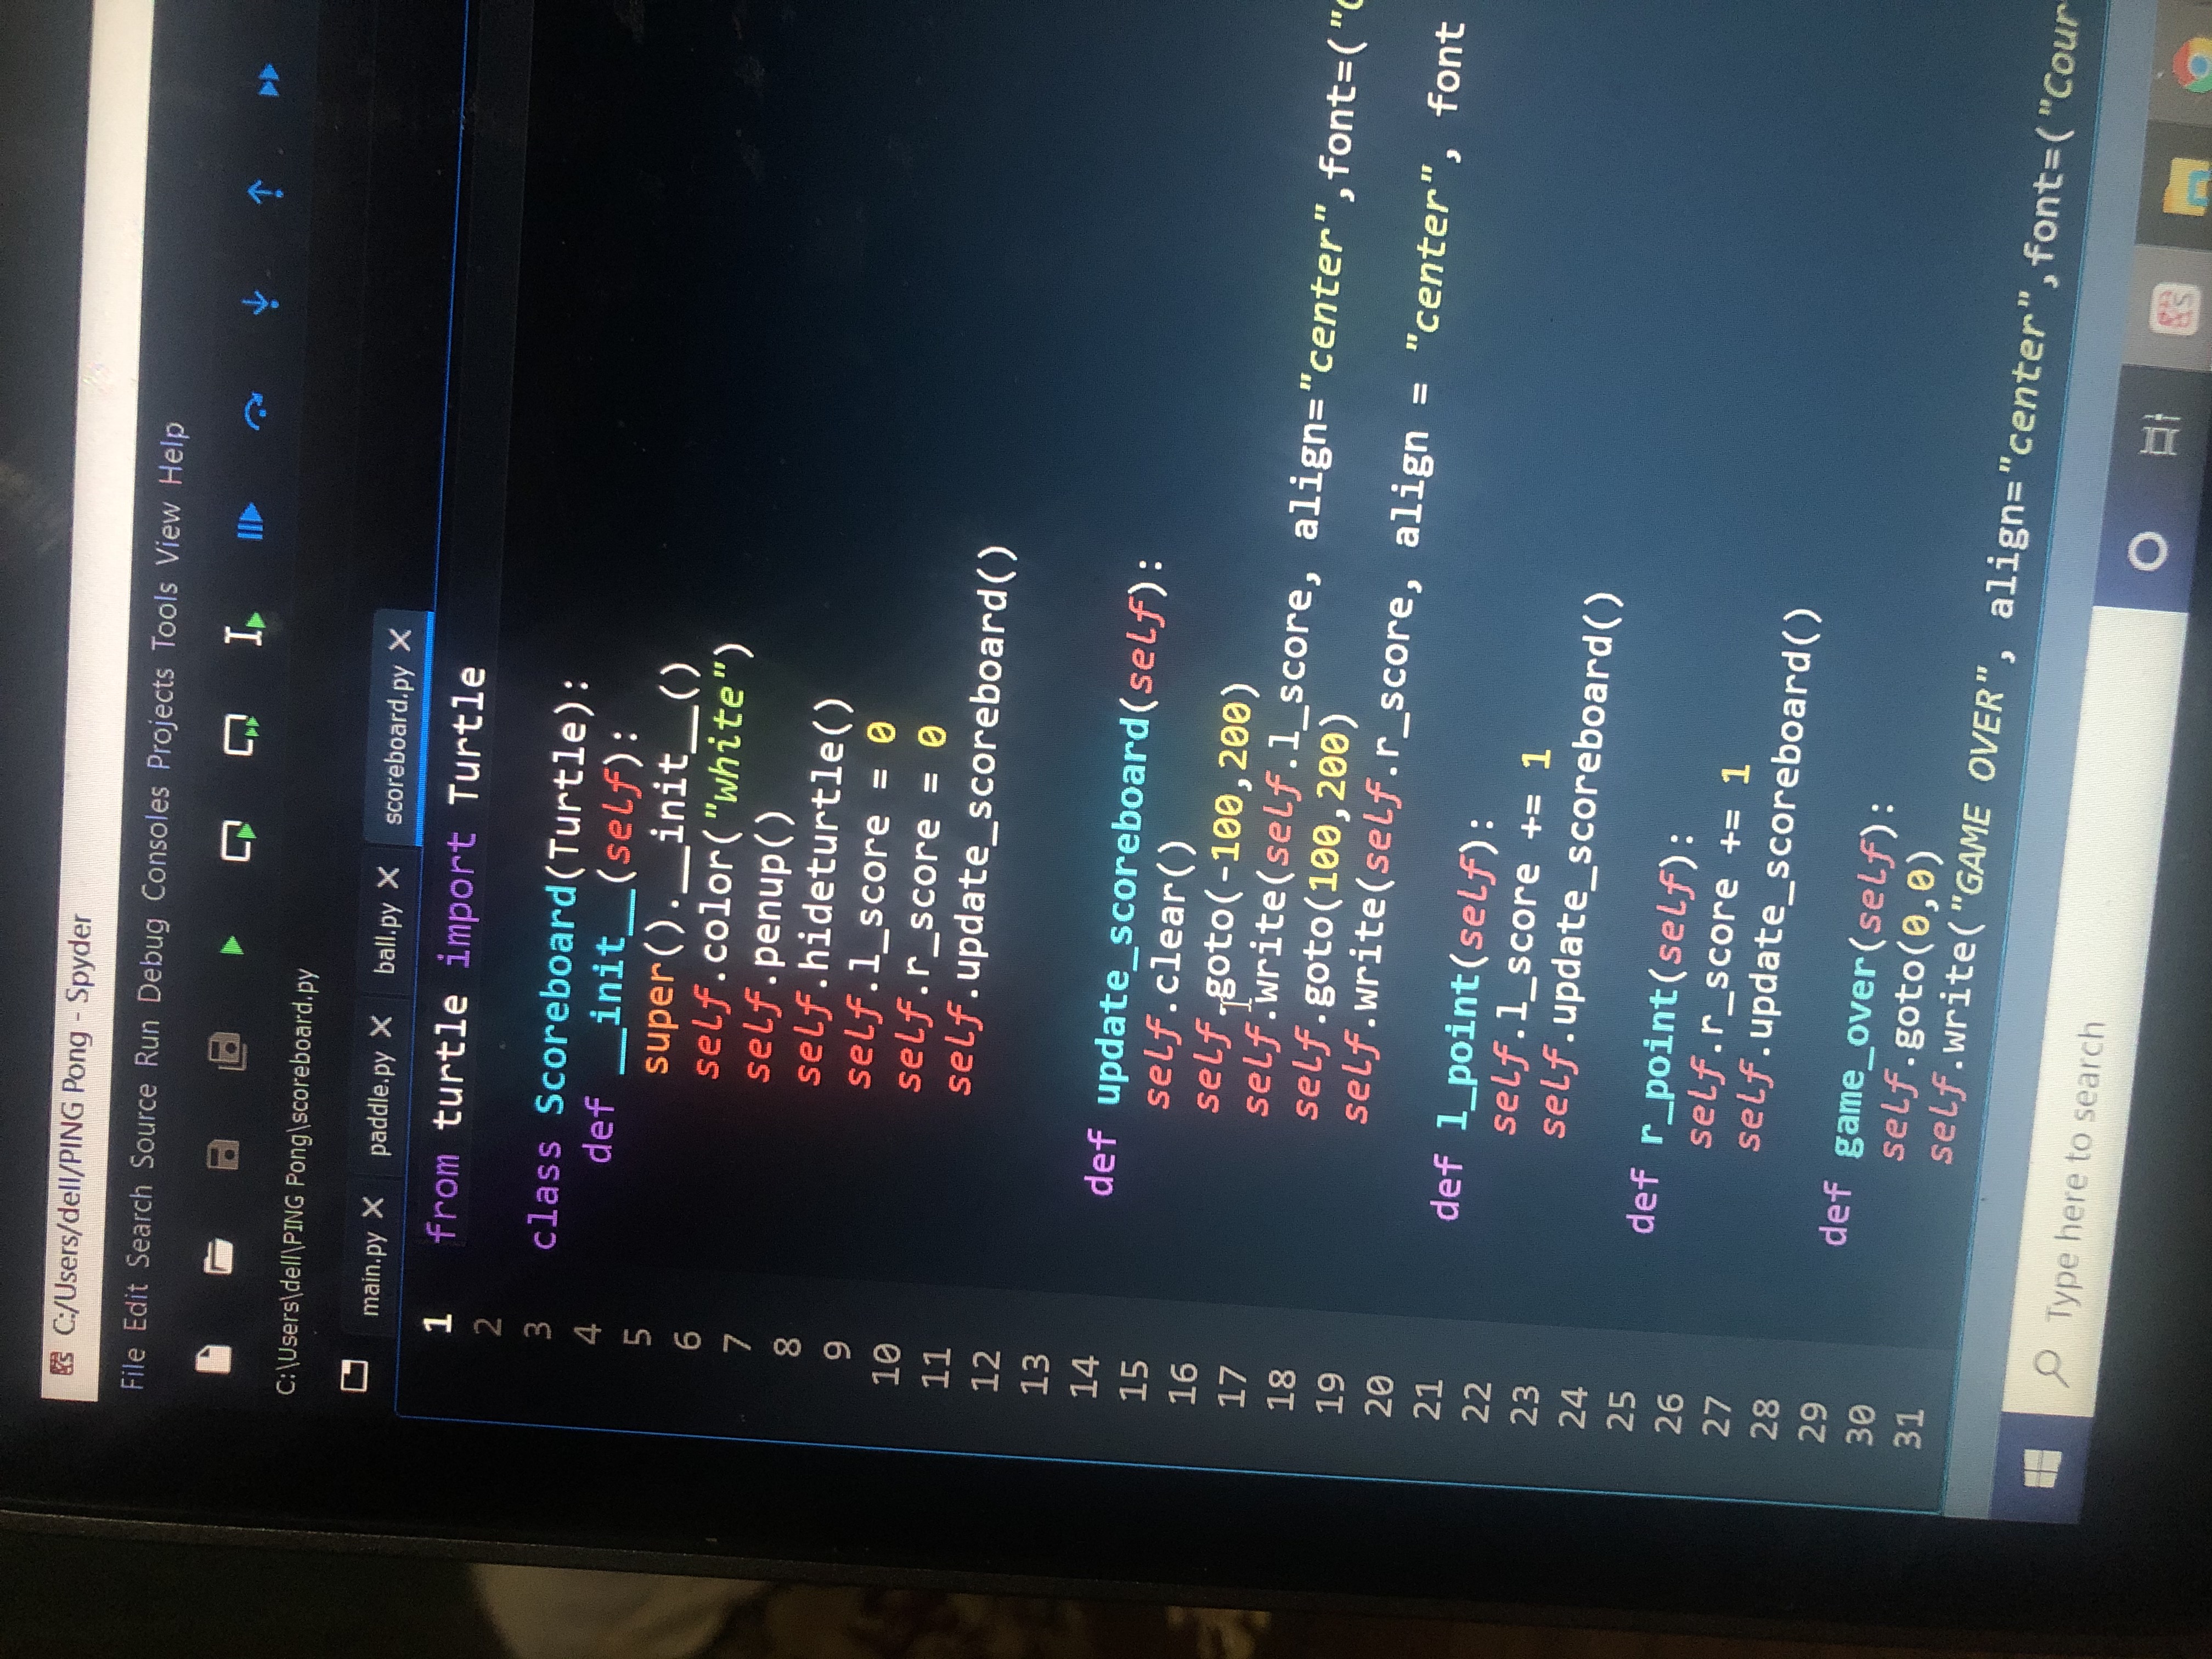 C:/Users/dell/PING Pong - Spyder
File Edit Search Source Run Debug Consoles Projects Tools View Help
C:\Users\dell\PING Pong\scoreboard.py
main.py paddle.py ball.py scoreboard.py
1 from turtle import Turtle
2
3 class Scoreboard(Turtle):
4 def __init__(self):
5 super().__init__()
6 self.color("white")
7 self.penup()
8 self.hideturtle()
9 self.l_score = 0
10 self.r_score = 0
11 self.update_scoreboard()
12
13
14 def update_scoreboard(self):
15 self.clear()
16 self.goto(-100,200)
17 self.write(self.l_score, align="center",font=("
18 self.goto(100,200)
19 self.write(self.r_score, align = "center", font
20
21 def l_point(self):
22 self.l_score += 1
23 self.update_scoreboard()
24
25 def r_point(self):
26 self.r_score += 1
27 self.update_scoreboard()
28
29 def game_over(self):
30 self.goto(0,0)
31 self.write("GAME OVER", align="center",font=("Cour
Type here to search